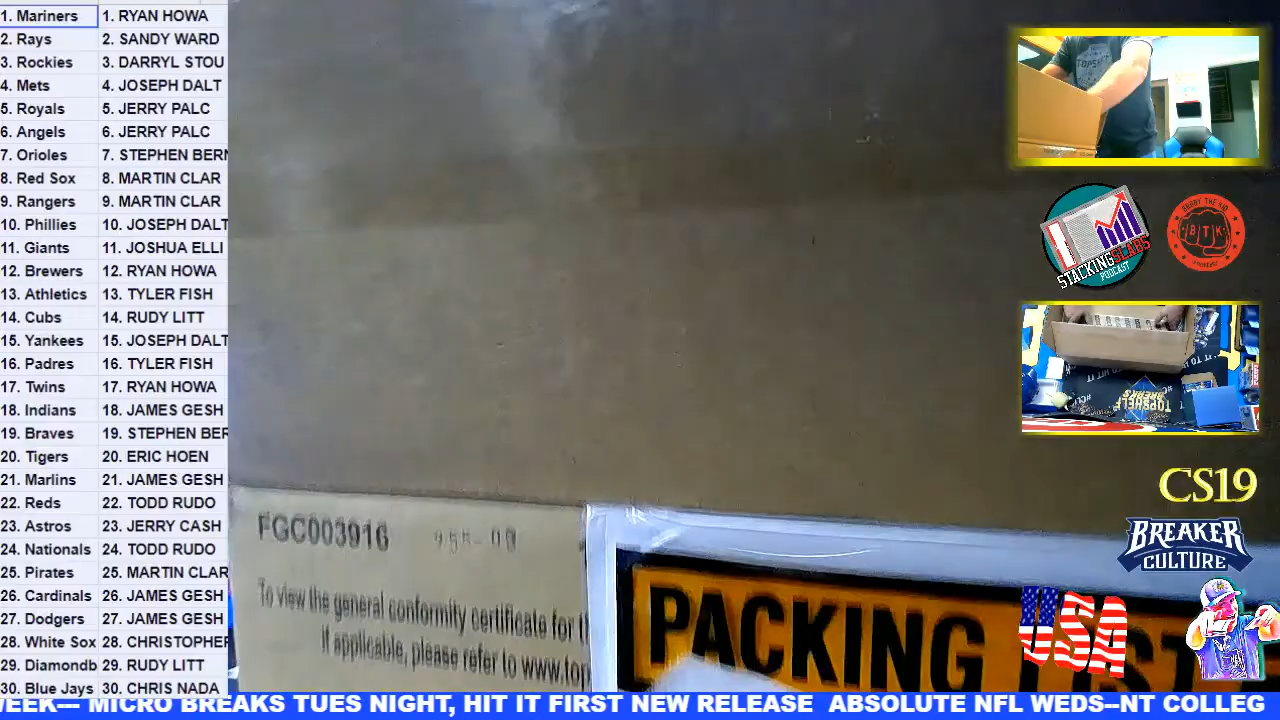 1. Mariners 1. RYAN HOWA
2. Rays 2. SANDY WARD
3. Rockies 3. DARRYL STOU
4. Mets 4. JOSEPH DALT
5. Royals 5. JERRY PALC
6. Angels 6. JERRY PALC
7. Orioles 7. STEPHEN BERN
8. Red Sox 8. MARTIN CLAR
9. Rangers 9. MARTIN CLAR
10. Phillies 10. JOSEPH DALT
11. Giants 11. JOSHUA ELLI
12. Brewers 12. RYAN HOWA
13. Athletics 13. TYLER FISH
14. Cubs 14. RUDY LITT
15. Yankees 15. JOSEPH DALT
16. Padres 16. TYLER FISH
17. Twins 17. RYAN HOWA
18. Indians 18. JAMES GESH
19. Braves 19. STEPHEN BER
20. Tigers 20. ERIC HOEN
21. Marlins 21. JAMES GESH
22. Reds 22. TODD RUDO
23. Astros 23. JERRY CASH
24. Nationals 24. TODD RUDO
25. Pirates 25. MARTIN CLAR
26. Cardinals 26. JAMES GESH
27. Dodgers 27. JAMES GESH
28. White Sox 28. CHRISTOPHER
29. Diamondb 29. RUDY LITT
30. Blue Jays 30. CHRIS NADA
STACKING SLABS
PODCAST
BTK
TOPSHELF
BREAKS
CS19
BREAKER
CULTURE
USA
FGC003916
To view the general conformity certificate for t
if applicable, please refer to www.top
PACKING LIST
WEEK--- MICRO BREAKS TUES NIGHT, HIT IT FIRST NEW RELEASE ABSOLUTE NFL WEDS--NT COLLEG